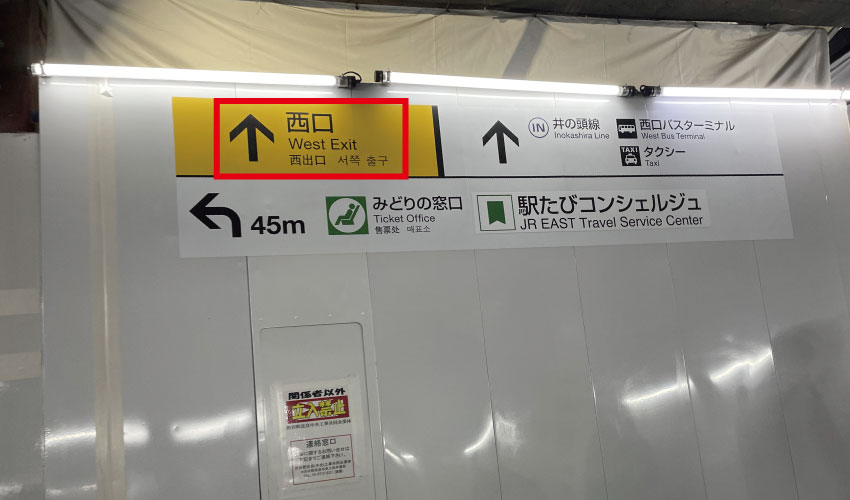 西口
West Exit
西出口 서쪽 출구
IN 井の頭線
Inokashira Line
西口バスターミナル
West Bus Terminal
TAXI タクシー
Taxi
45m
みどりの窓口
Ticket Office
售票处 매표소
駅たびコンシェルジュ
JR EAST Travel Service Center
関係者以外
立入禁止
連絡窓口